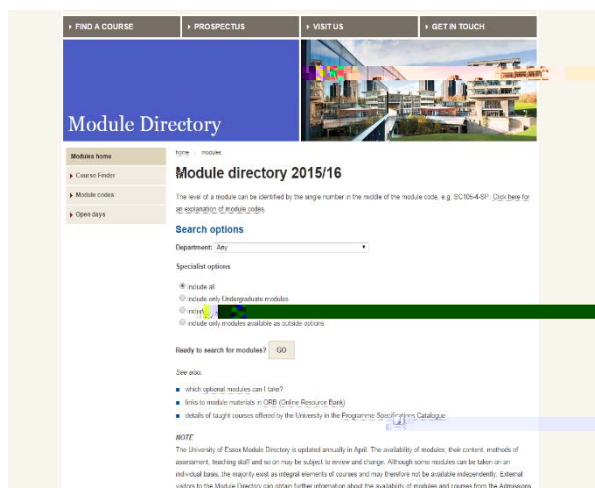 FIND A COURSE
PROSPECTUS
VISIT US
GET IN TOUCH
Module Directory
Modules home
Course Finder
Module codes
Open days
home modules
Module directory 2015/16
The level of a module can be identified by the single number in the middle of the module code, e.g. SC105-4-SP. Click here for
an explanation of module codes.
Search options
Department: Any
Specialist options
include all
include only Undergraduate modules
include only modules available as outside options
Ready to search for modules? GO
See also:
which optional modules can I take?
links to module materials in ORB (Online Resource Bank)
details of taught courses offered by the University in the Programme Specifications Catalogue
NOTE
The University of Essex Module Directory is updated annually in April. The availability of modules, their content, methods of
assessment, teaching staff and so on may be subject to review and change. Although some modules can be taken on an
individual basis, the majority exist as integral elements of courses and may therefore not be available independently. External
visitors to the Module Directory can obtain further information about the availability of modules and courses from the Admissions